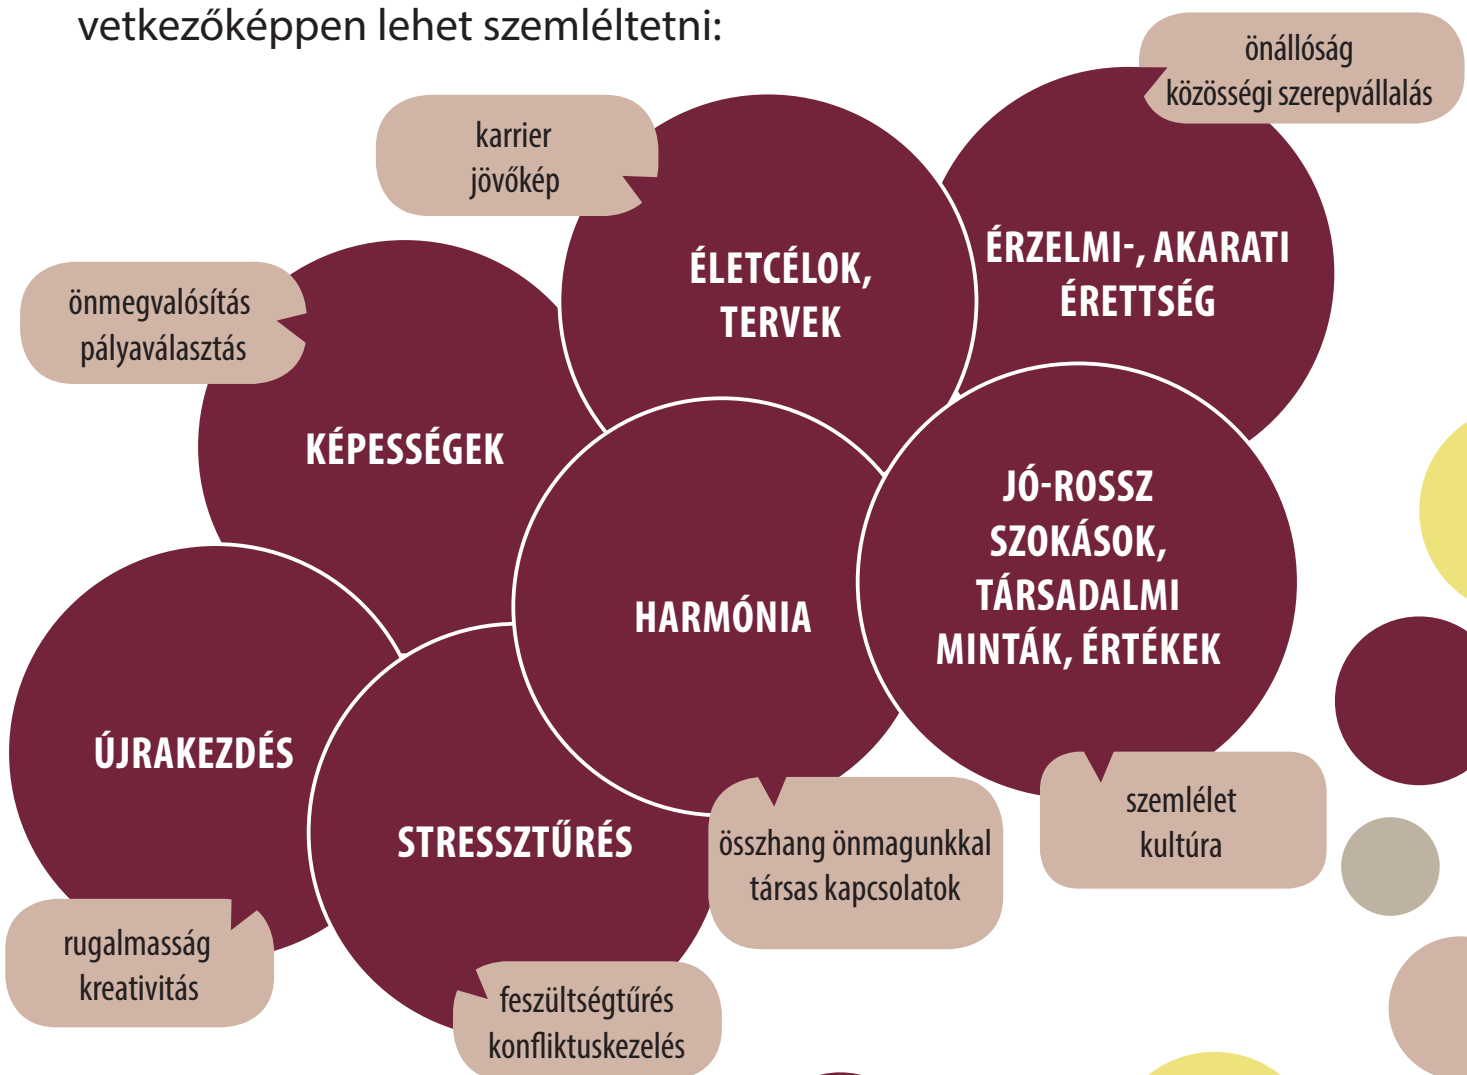 vetkezőképpen lehet szemléltetni:
önállóság
közösségi szerepvállalás
karrier
jövőkép
ÉRZELMI-, AKARATI
ÉRETTSÉG
ÉLETCÉLOK,
TERVEK
önmegvalósítás
pályaválasztás
KÉPESSÉGEK
JÓ-ROSSZ
SZOKÁSOK,
TÁRSADALMI
MINTÁK, ÉRTÉKEK
HARMÓNIA
ÚJRAKEZDÉS
STRESSZTŰRÉS
szemlélet
kultúra
összhang önmagunkkal
társas kapcsolatok
rugalmasság
kreativitás
feszültségtűrés
konfliktuskezelés